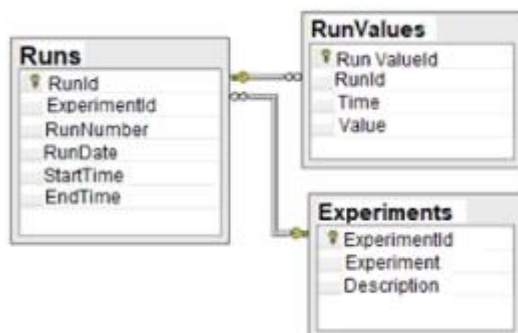 Runs
RunId
ExperimentId
RunNumber
RunDate
StartTime
EndTime
RunValues
Run ValueId
RunId
Time
Value
Experiments
ExperimentId
Experiment
Description